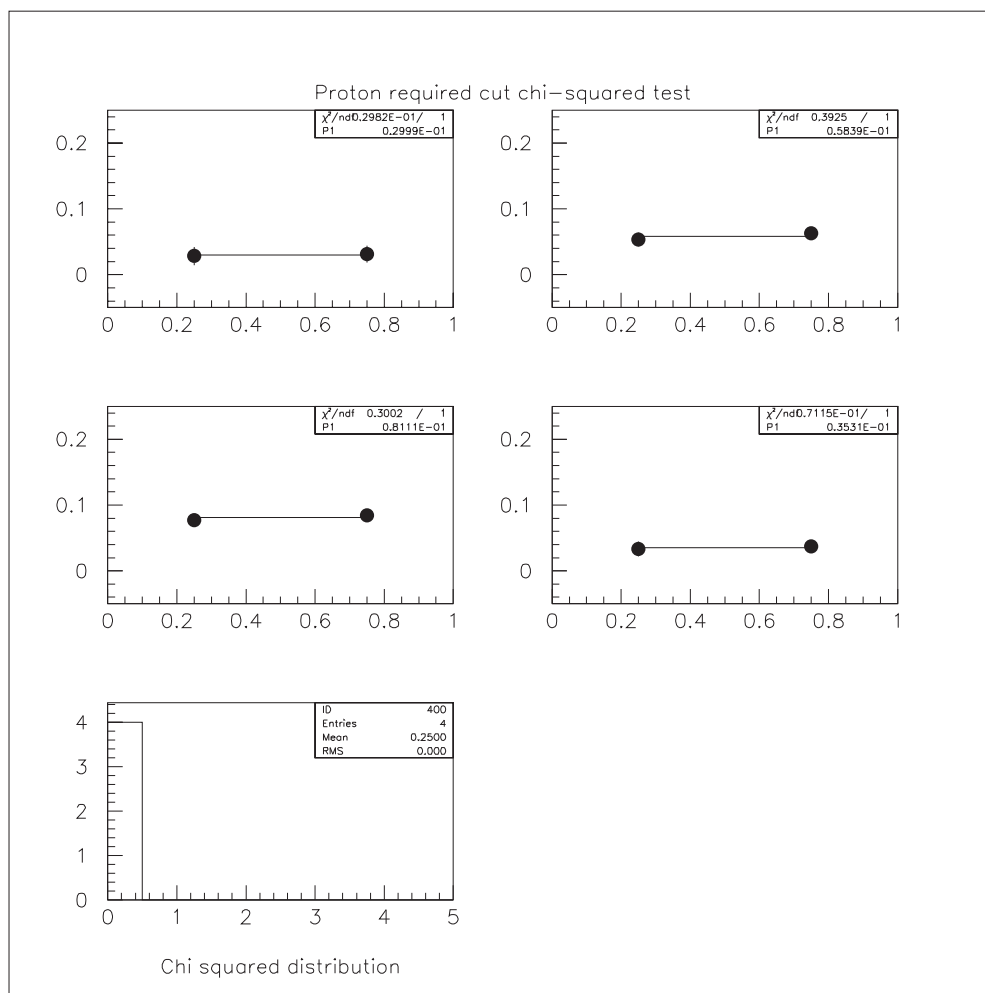 Proton required cut chi-squared test
χ²/ndf 0.2982E-01/ 1
P1 0.2999E-01
0.2
0.1
0
0 0.2 0.4 0.6 0.8 1
χ²/ndf 0.3925 / 1
P1 0.5839E-01
0.2
0.1
0
0 0.2 0.4 0.6 0.8 1
χ²/ndf 0.3002 / 1
P1 0.8111E-01
0.2
0.1
0
0 0.2 0.4 0.6 0.8 1
χ²/ndf 0.7115E-01/ 1
P1 0.3531E-01
0.2
0.1
0
0 0.2 0.4 0.6 0.8 1
ID 400
Entries 4
Mean 0.2500
RMS 0.000
4
3
2
1
0
0 1 2 3 4 5
Chi squared distribution